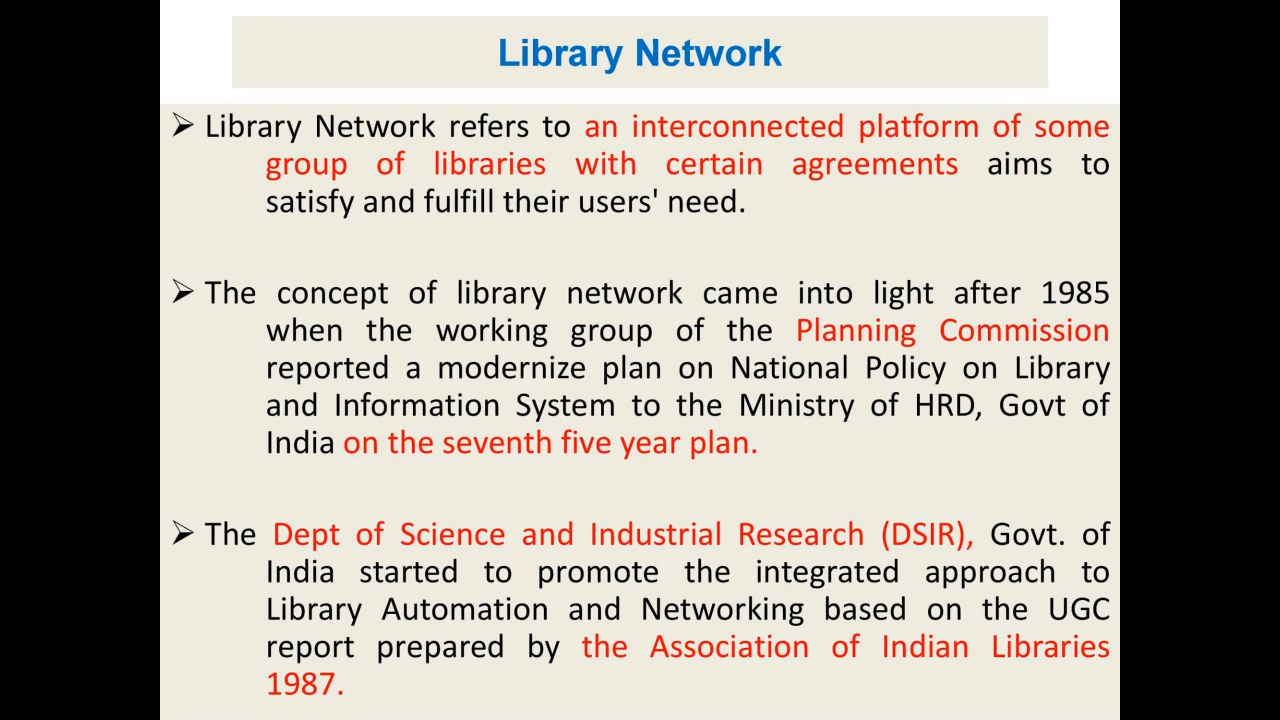 Library Network
➢ Library Network refers to an interconnected platform of some
group of libraries with certain agreements aims to
satisfy and fulfill their users' need.
➢ The concept of library network came into light after 1985
when the working group of the Planning Commission
reported a modernize plan on National Policy on Library
and Information System to the Ministry of HRD, Govt of
India on the seventh five year plan.
➢ The Dept of Science and Industrial Research (DSIR), Govt. of
India started to promote the integrated approach to
Library Automation and Networking based on the UGC
report prepared by the Association of Indian Libraries
1987.